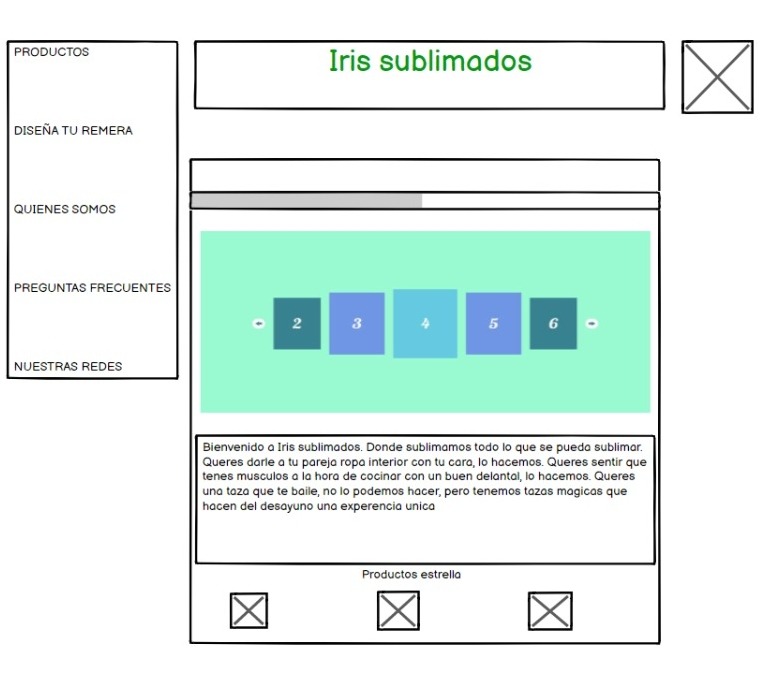 PRODUCTOS
DISEÑA TU REMERA
QUIENES SOMOS
PREGUNTAS FRECUENTES
NUESTRAS REDES
Iris sublimados
2 3 4 5 6
Bienvenido a Iris sublimados. Donde sublimamos todo lo que se pueda sublimar.
Queres darle a tu pareja ropa interior con tu cara, lo hacemos. Queres sentir que
tenes musculos a la hora de cocinar con un buen delantal, lo hacemos. Queres
una taza que te baile, no lo podemos hacer, pero tenemos tazas magicas que
hacen del desayuno una experencia unica
Productos estrella